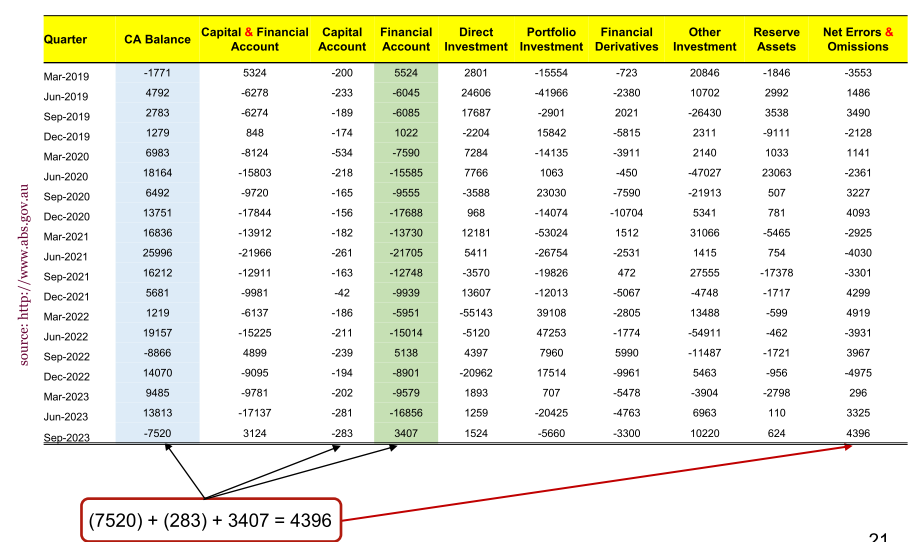 Quarter CA Balance Capital & Financial Account Capital Account Financial Account Direct Investment Portfolio Investment Financial Derivatives Other Investment Reserve Assets Net Errors & Omissions
Mar-2019 -1771 5324 -200 5524 2801 -15554 -723 20846 -1846 -3553
Jun-2019 4792 -6278 -233 -6045 24606 -41966 -2380 10702 2992 1486
Sep-2019 2783 -6274 -189 -6085 17687 -2901 2021 -26430 3538 3490
Dec-2019 1279 848 -174 1022 -2204 15842 -5815 2311 -9111 -2128
Mar-2020 6983 -8124 -534 -7590 7284 -14135 -3911 2140 1033 1141
Jun-2020 18164 -15803 -218 -15585 7766 1063 -450 -47027 23063 -2361
Sep-2020 6492 -9720 -165 -9555 -3588 23030 -7590 -21913 507 3227
Dec-2020 13751 -17844 -156 -17688 968 -14074 -10704 5341 781 4093
Mar-2021 16836 -13912 -182 -13730 12181 -53024 1512 31066 -5465 -2925
Jun-2021 25996 -21966 -261 -21705 5411 -26754 -2531 1415 754 -4030
Sep-2021 16212 -12911 -163 -12748 -3570 -19826 472 27555 -17378 -3301
Dec-2021 5681 -9981 -42 -9939 13607 -12013 -5067 -4748 -1717 4299
Mar-2022 1219 -6137 -186 -5951 -55143 39108 -2805 13488 -599 4919
Jun-2022 19157 -15225 -211 -15014 -5120 47253 -1774 -54911 -462 -3931
Sep-2022 -8866 4899 -239 5138 4397 7960 5990 -11487 -1721 3967
Dec-2022 14070 -9095 -194 -8901 -20962 17514 -9961 5463 -956 -4975
Mar-2023 9485 -9781 -202 -9579 1893 707 -5478 -3904 -2798 296
Jun-2023 13813 -17137 -281 -16856 1259 -20425 -4763 6963 110 3325
Sep-2023 -7520 3124 -283 3407 1524 -5660 -3300 10220 624 4396
source: http://www.abs.gov.au
(7520) + (283) + 3407 = 4396
21